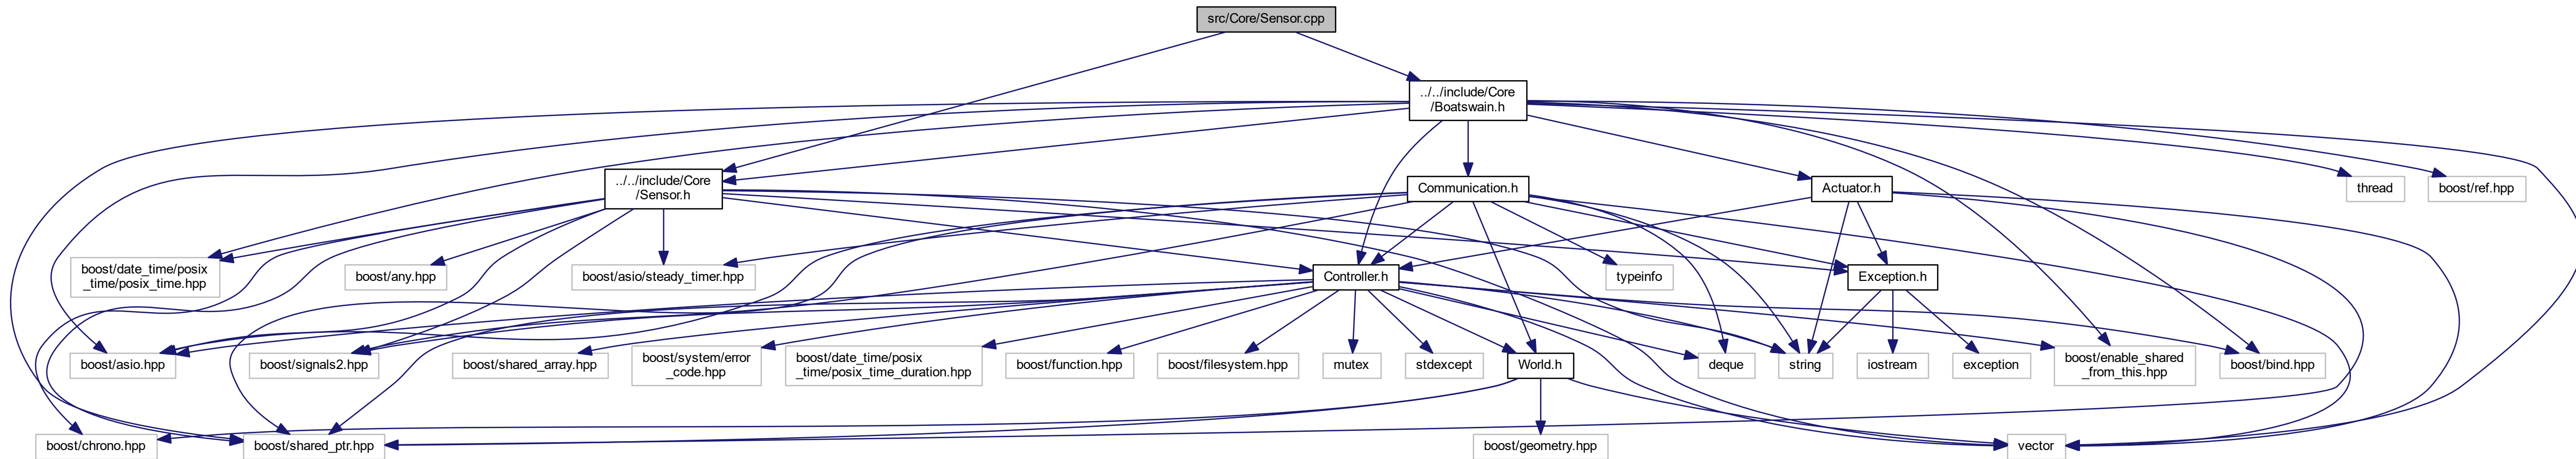 src/Core/Sensor.cpp
../../include/Core
/Boatswain.h
../../include/Core
/Sensor.h
Communication.h
Actuator.h
thread
boost/ref.hpp
boost/date_time/posix
_time/posix_time.hpp
boost/any.hpp
boost/asio/steady_timer.hpp
Controller.h
typeinfo
Exception.h
boost/asio.hpp
boost/signals2.hpp
boost/shared_array.hpp
boost/system/error
_code.hpp
boost/date_time/posix
_time/posix_time_duration.hpp
boost/function.hpp
boost/filesystem.hpp
mutex
stdexcept
World.h
deque
string
iostream
exception
boost/enable_shared
_from_this.hpp
boost/bind.hpp
boost/chrono.hpp
boost/shared_ptr.hpp
boost/geometry.hpp
vector